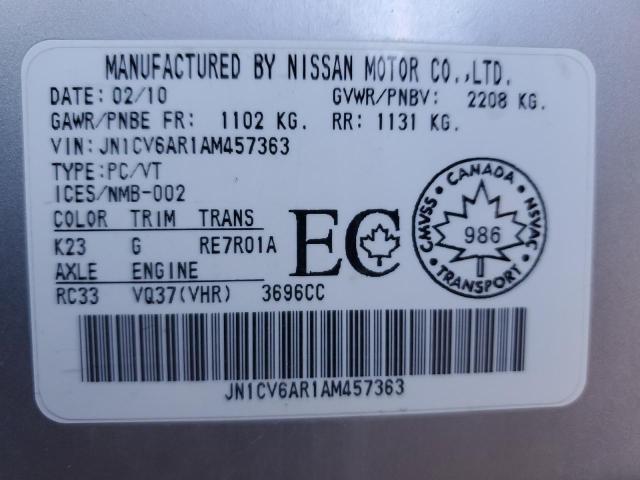 MANUFACTURED BY NISSAN MOTOR CO.,LTD.
DATE: 02/10 GVWR/PNBV: 2208 KG.
GAWR/PNBE FR: 1102 KG. RR: 1131 KG.
VIN: JN1CV6AR1AM457363
TYPE: PC/VT
ICES/NMB-002
COLOR TRIM TRANS
K23 G RE7R01A
AXLE ENGINE
RC33 VQ37(VHR) 3696CC
EC
CANADA
CMVSS 986 NSVAC
TRANSPORT
JN1CV6AR1AM457363